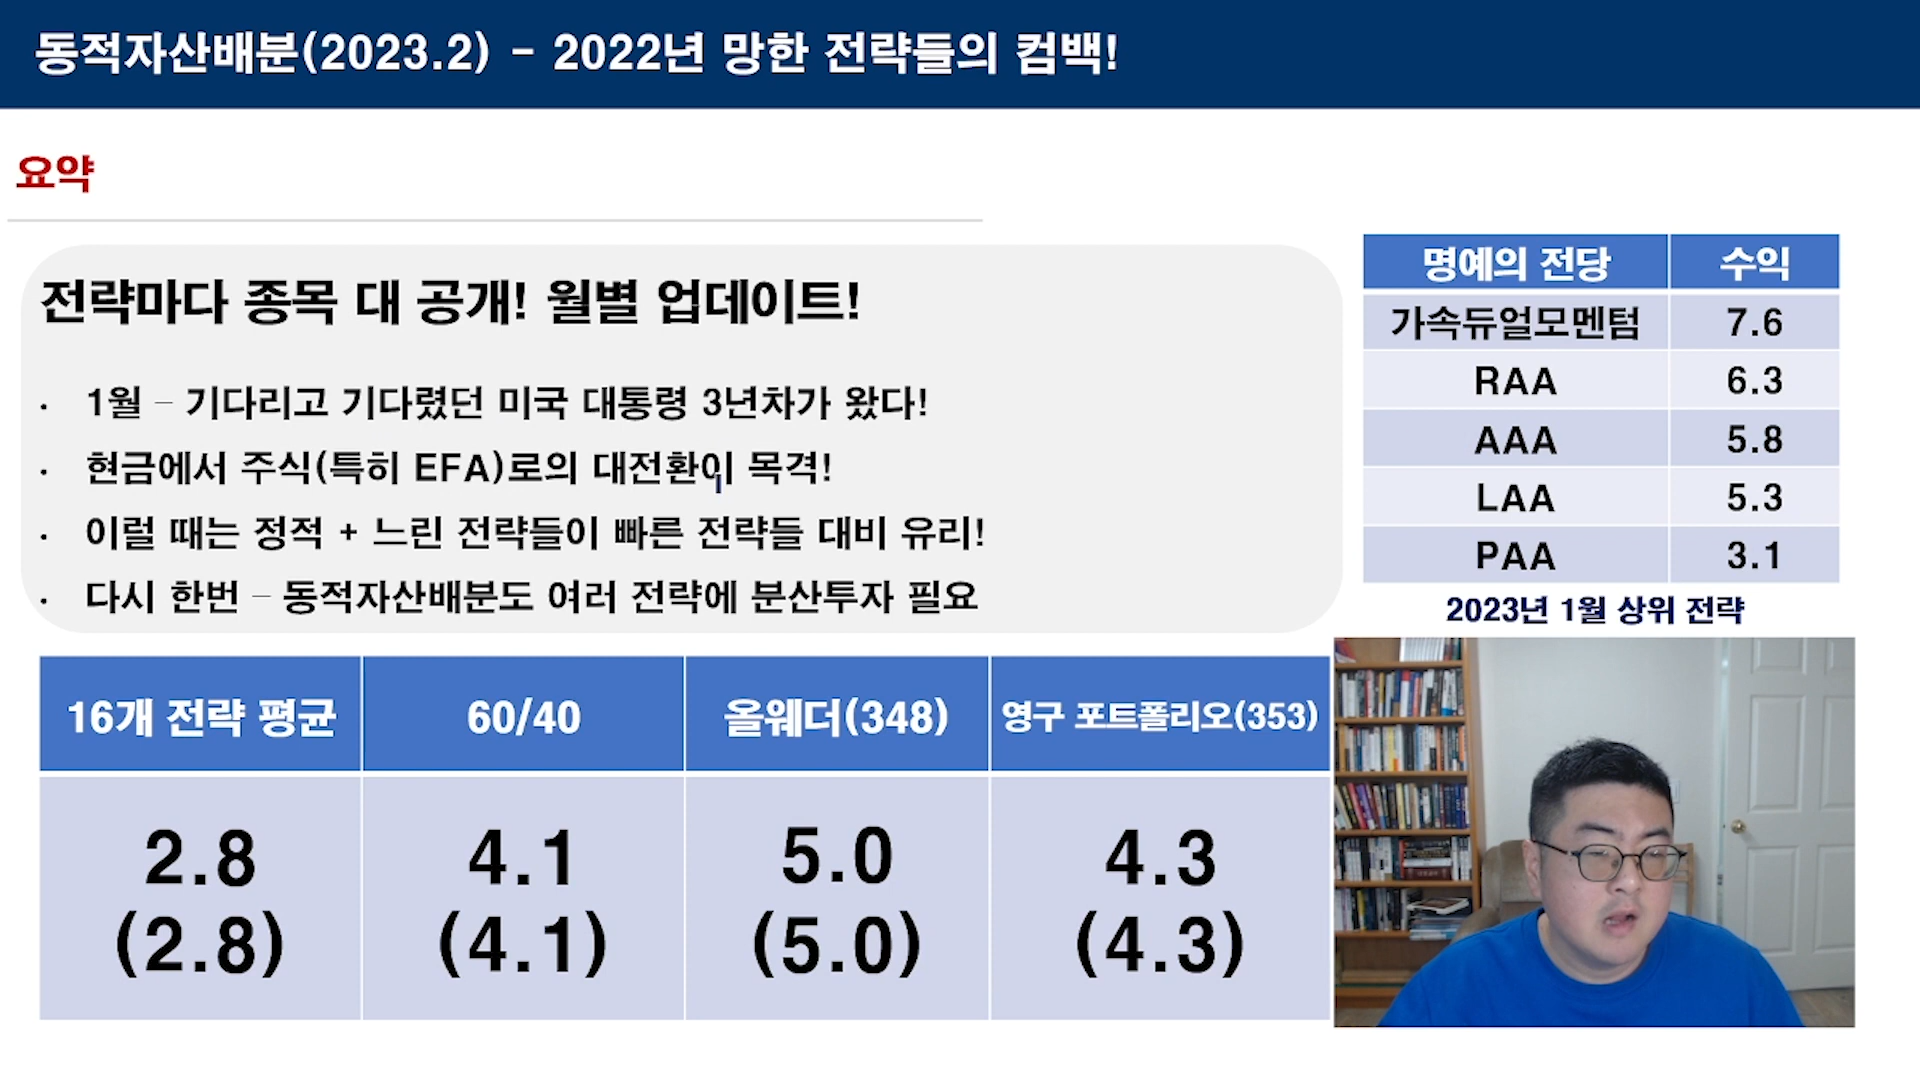 동적자산배분(2023.2) - 2022년 망한 전략들의 컴백!
요약
전략마다 종목 대 공개! 월별 업데이트!
· 1월 – 기다리고 기다렸던 미국 대통령 3년차가 왔다!
· 현금에서 주식(특히 EFA)로의 대전환이 목격!
· 이럴 때는 정적 + 느린 전략들이 빠른 전략들 대비 유리!
· 다시 한번 – 동적자산배분도 여러 전략에 분산투자 필요
명예의 전당 수익
가속듀얼모멘텀 7.6
RAA 6.3
AAA 5.8
LAA 5.3
PAA 3.1
2023년 1월 상위 전략
16개 전략 평균 60/40 올웨더(348) 영구 포트폴리오(353)
2.8 4.1 5.0 4.3
(2.8) (4.1) (5.0) (4.3)